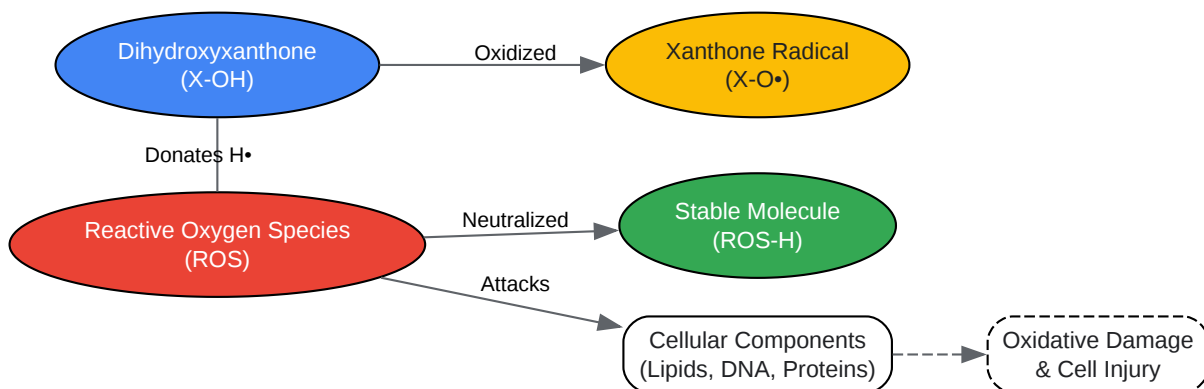 Dihydroxyxanthone
(X-OH)
Oxidized
Xanthone Radical
(X-O•)
Donates H•
Reactive Oxygen Species
(ROS)
Neutralized
Stable Molecule
(ROS-H)
Attacks
Cellular Components
(Lipids, DNA, Proteins)
Oxidative Damage
& Cell Injury